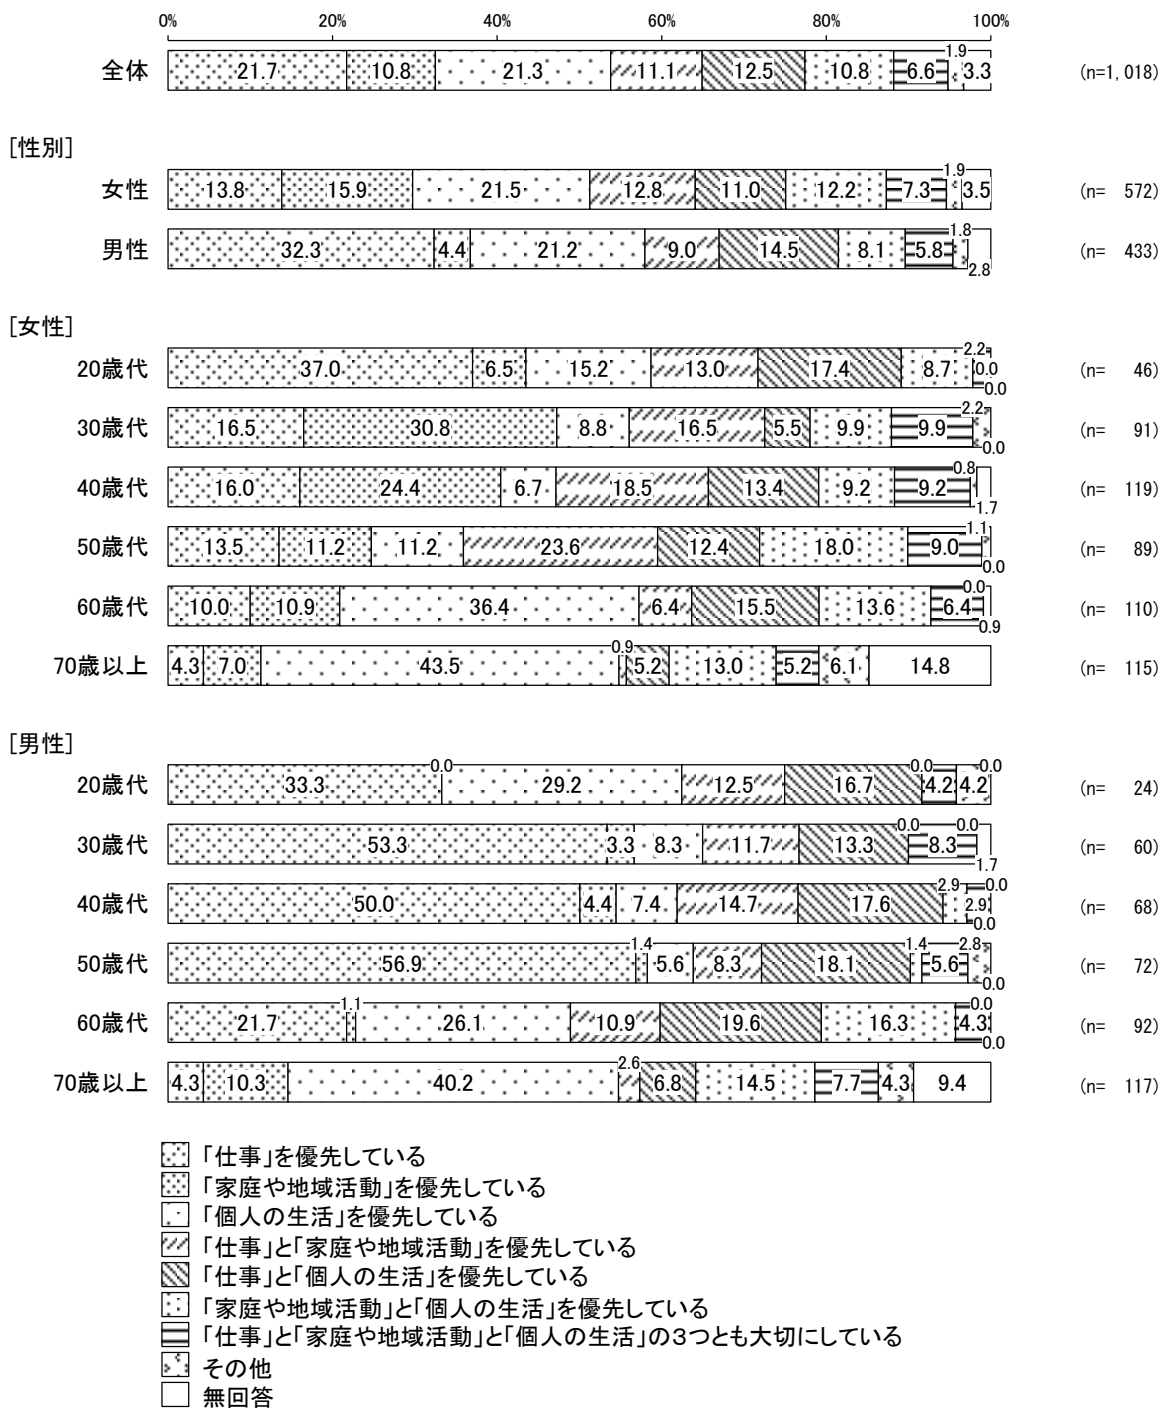 0% 20% 40% 60% 80% 100%
全体 21.7 10.8 21.3 11.1 12.5 10.8 6.6 1.9 3.3 (n=1,018)
[性別]
女性 13.8 15.9 21.5 12.8 11.0 12.2 7.3 1.9 3.5 (n= 572)
男性 32.3 4.4 21.2 9.0 14.5 8.1 5.8 1.8 2.8 (n= 433)
[女性]
20歳代 37.0 6.5 15.2 13.0 17.4 8.7 2.2 0.0 0.0 (n= 46)
30歳代 16.5 30.8 8.8 16.5 5.5 9.9 9.9 2.2 0.0 (n= 91)
40歳代 16.0 24.4 6.7 18.5 13.4 9.2 9.2 0.8 1.7 (n= 119)
50歳代 13.5 11.2 11.2 23.6 12.4 18.0 9.0 1.1 0.0 (n= 89)
60歳代 10.0 10.9 36.4 6.4 15.5 13.6 6.4 0.0 0.9 (n= 110)
70歳以上 4.3 7.0 43.5 0.9 5.2 13.0 5.2 6.1 14.8 (n= 115)
[男性]
20歳代 33.3 0.0 29.2 12.5 16.7 0.0 4.2 4.2 0.0 (n= 24)
30歳代 53.3 3.3 8.3 11.7 13.3 0.0 8.3 0.0 1.7 (n= 60)
40歳代 50.0 4.4 7.4 14.7 17.6 2.9 2.9 0.0 0.0 (n= 68)
50歳代 56.9 1.4 5.6 8.3 18.1 1.4 5.6 2.8 0.0 (n= 72)
60歳代 21.7 1.1 26.1 10.9 19.6 16.3 4.3 0.0 0.0 (n= 92)
70歳以上 4.3 10.3 40.2 2.6 6.8 14.5 7.7 4.3 9.4 (n= 117)
「仕事」を優先している
「家庭や地域活動」を優先している
「個人の生活」を優先している
「仕事」と「家庭や地域活動」を優先している
「仕事」と「個人の生活」を優先している
「家庭や地域活動」と「個人の生活」を優先している
「仕事」と「家庭や地域活動」と「個人の生活」の３つとも大切にしている
その他
無回答